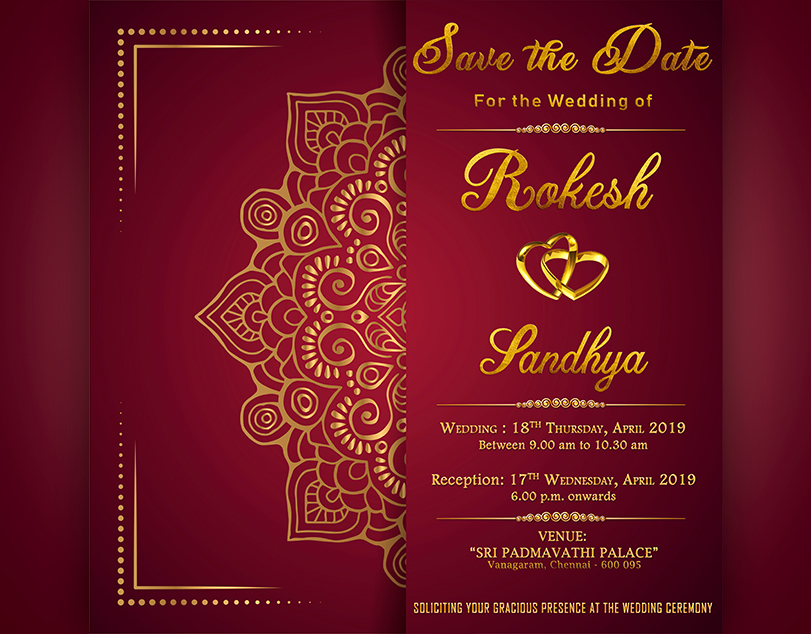 Save the Date
For the Wedding of
Rokesh
Sandhya
Wedding : 18TH Thursday, April 2019
Between 9.00 am to 10.30 am
Reception: 17TH Wednesday, April 2019
6.00 p.m. onwards
VENUE:
“SRI PADMAVATHI PALACE”
Vanagaram, Chennai - 600 095
SOLICITING YOUR GRACIOUS PRESENCE AT THE WEDDING CEREMONY